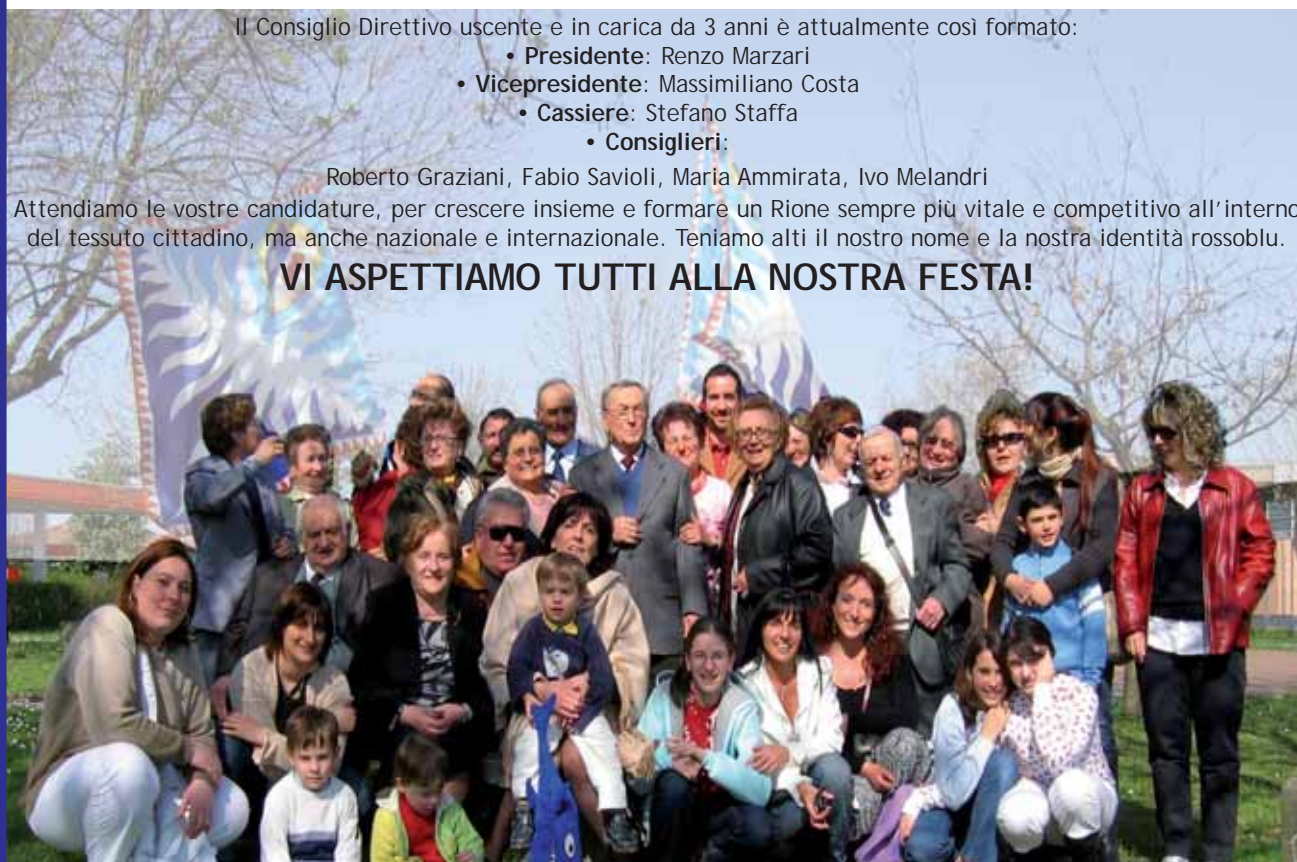 Il Consiglio Direttivo uscente e in carica da 3 anni è attualmente così formato:
• Presidente: Renzo Marzari
• Vicepresidente: Massimiliano Costa
• Cassiere: Stefano Staffa
• Consiglieri:
Roberto Graziani, Fabio Savioli, Maria Ammirata, Ivo Melandri
Attendiamo le vostre candidature, per crescere insieme e formare un Rione sempre più vitale e competitivo all'interno
del tessuto cittadino, ma anche nazionale e internazionale. Teniamo alti il nostro nome e la nostra identità rossoblu.
VI ASPETTIAMO TUTTI ALLA NOSTRA FESTA!